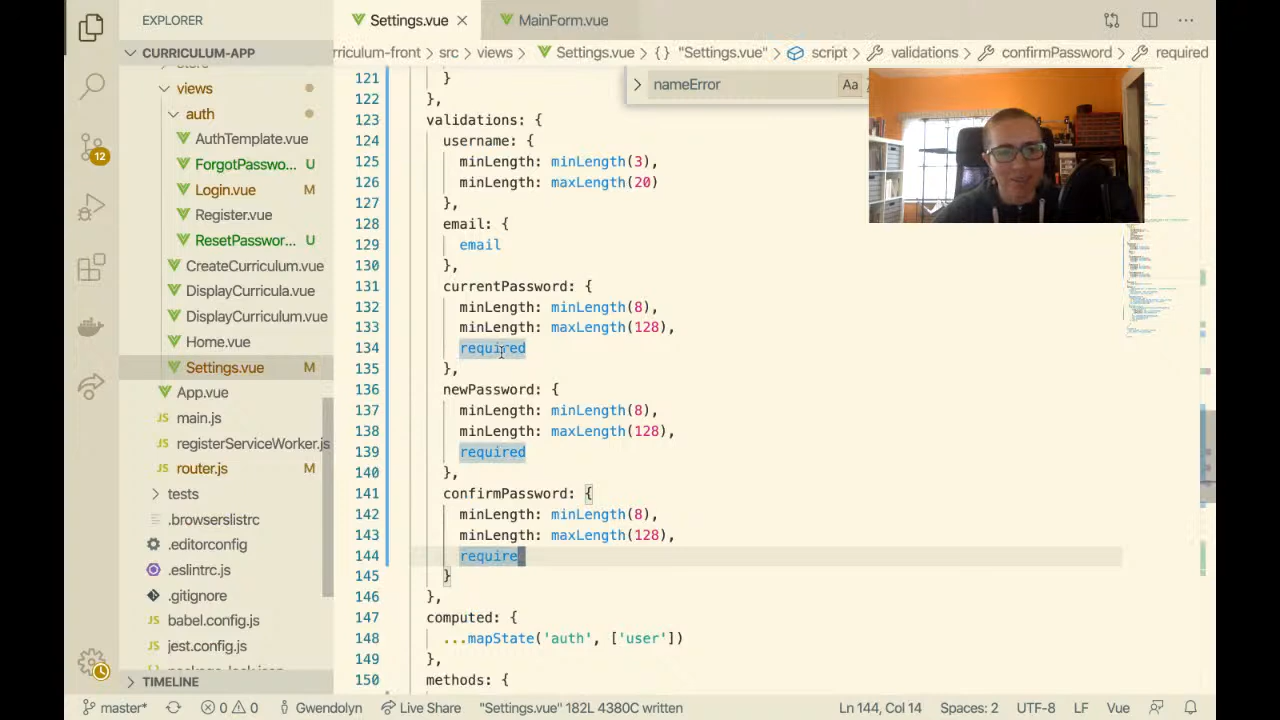 EXPLORER
Settings.vue
MainForm.vue
CURRICULUM-APP
rriculum-front > src > views > Settings.vue > {} "Settings.vue" > script > validations > confirmPassword > required
nameError
Aa
views
auth
AuthTemplate.vue
ForgotPasswo... U
Login.vue M
Register.vue
ResetPasswor... U
CreateCurriculum.vue
DisplayCurricula.vue
DisplayCurriculum.vue
Home.vue
Settings.vue M
App.vue
main.js
registerServiceWorker.js
router.js M
tests
.browserslistrc
.editorconfig
.eslintrc.js
.gitignore
babel.config.js
jest.config.js
TIMELINE
12
121 }
122 },
123 validations: {
124 username: {
125 minLength: minLength(3),
126 minLength: maxLength(20)
127 },
128 email: {
129 email
130 },
131 currentPassword: {
132 minLength: minLength(8),
133 minLength: maxLength(128),
134 required
135 },
136 newPassword: {
137 minLength: minLength(8),
138 minLength: maxLength(128),
139 required
140 },
141 confirmPassword: {
142 minLength: minLength(8),
143 minLength: maxLength(128),
144 require
145 }
146 },
147 computed: {
148 ...mapState('auth', ['user'])
149 },
150 methods: {
master* 0 0 Gwendolyn Live Share "Settings.vue" 182L 4380C written Ln 144, Col 14 Spaces: 2 UTF-8 LF Vue